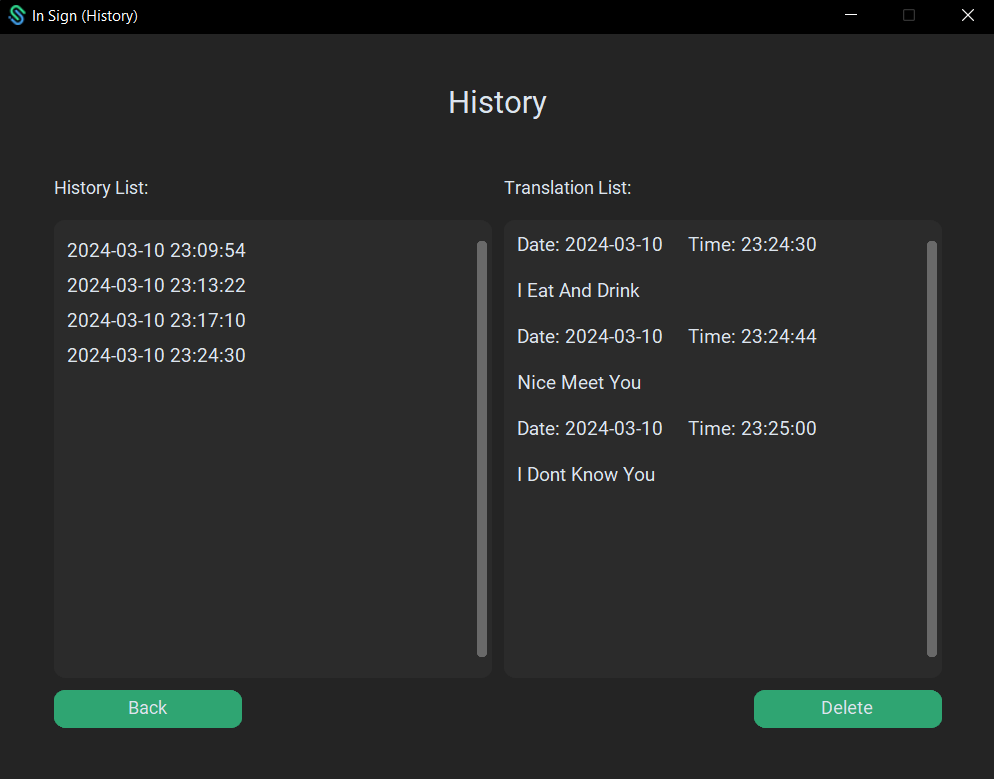 In Sign (History)
History
History List:
2024-03-10 23:09:54
2024-03-10 23:13:22
2024-03-10 23:17:10
2024-03-10 23:24:30
Translation List:
Date: 2024-03-10 Time: 23:24:30
I Eat And Drink
Date: 2024-03-10 Time: 23:24:44
Nice Meet You
Date: 2024-03-10 Time: 23:25:00
I Dont Know You
Back
Delete